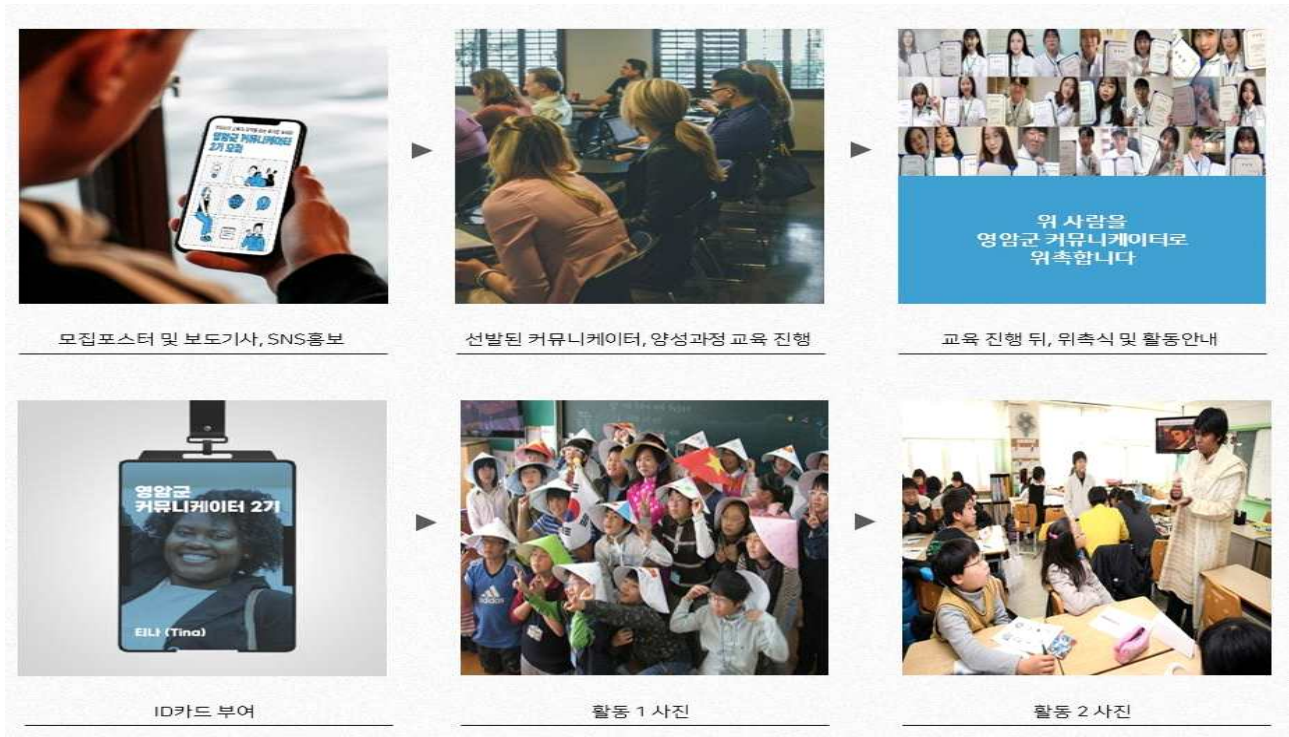 영암군 커뮤니케이터
2기 모집
위 사람을
영암군 커뮤니케이터로
위촉합니다
모집포스터 및 보도기사, SNS홍보
선발된 커뮤니케이터, 양성과정 교육 진행
교육 진행 뒤, 위촉식 및 활동안내
영암군
커뮤니케이터 2기
티나 (Tina)
adidas
ID카드 부여
활동 1 사진
활동 2 사진